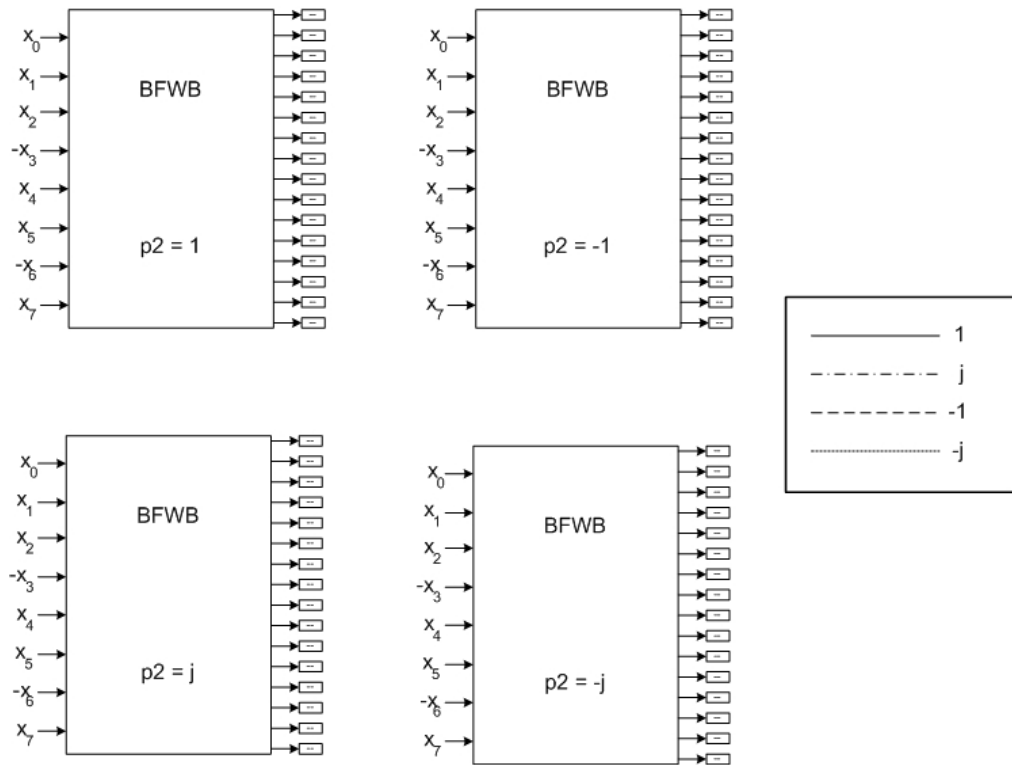 x0
x1
x2
-x3
x4
x5
-x6
x7
BFWB
p2 = 1
x0
x1
x2
-x3
x4
x5
-x6
x7
BFWB
p2 = -1
1
j
-1
-j
x0
x1
x2
-x3
x4
x5
-x6
x7
BFWB
p2 = j
x0
x1
x2
-x3
x4
x5
-x6
x7
BFWB
p2 = -j